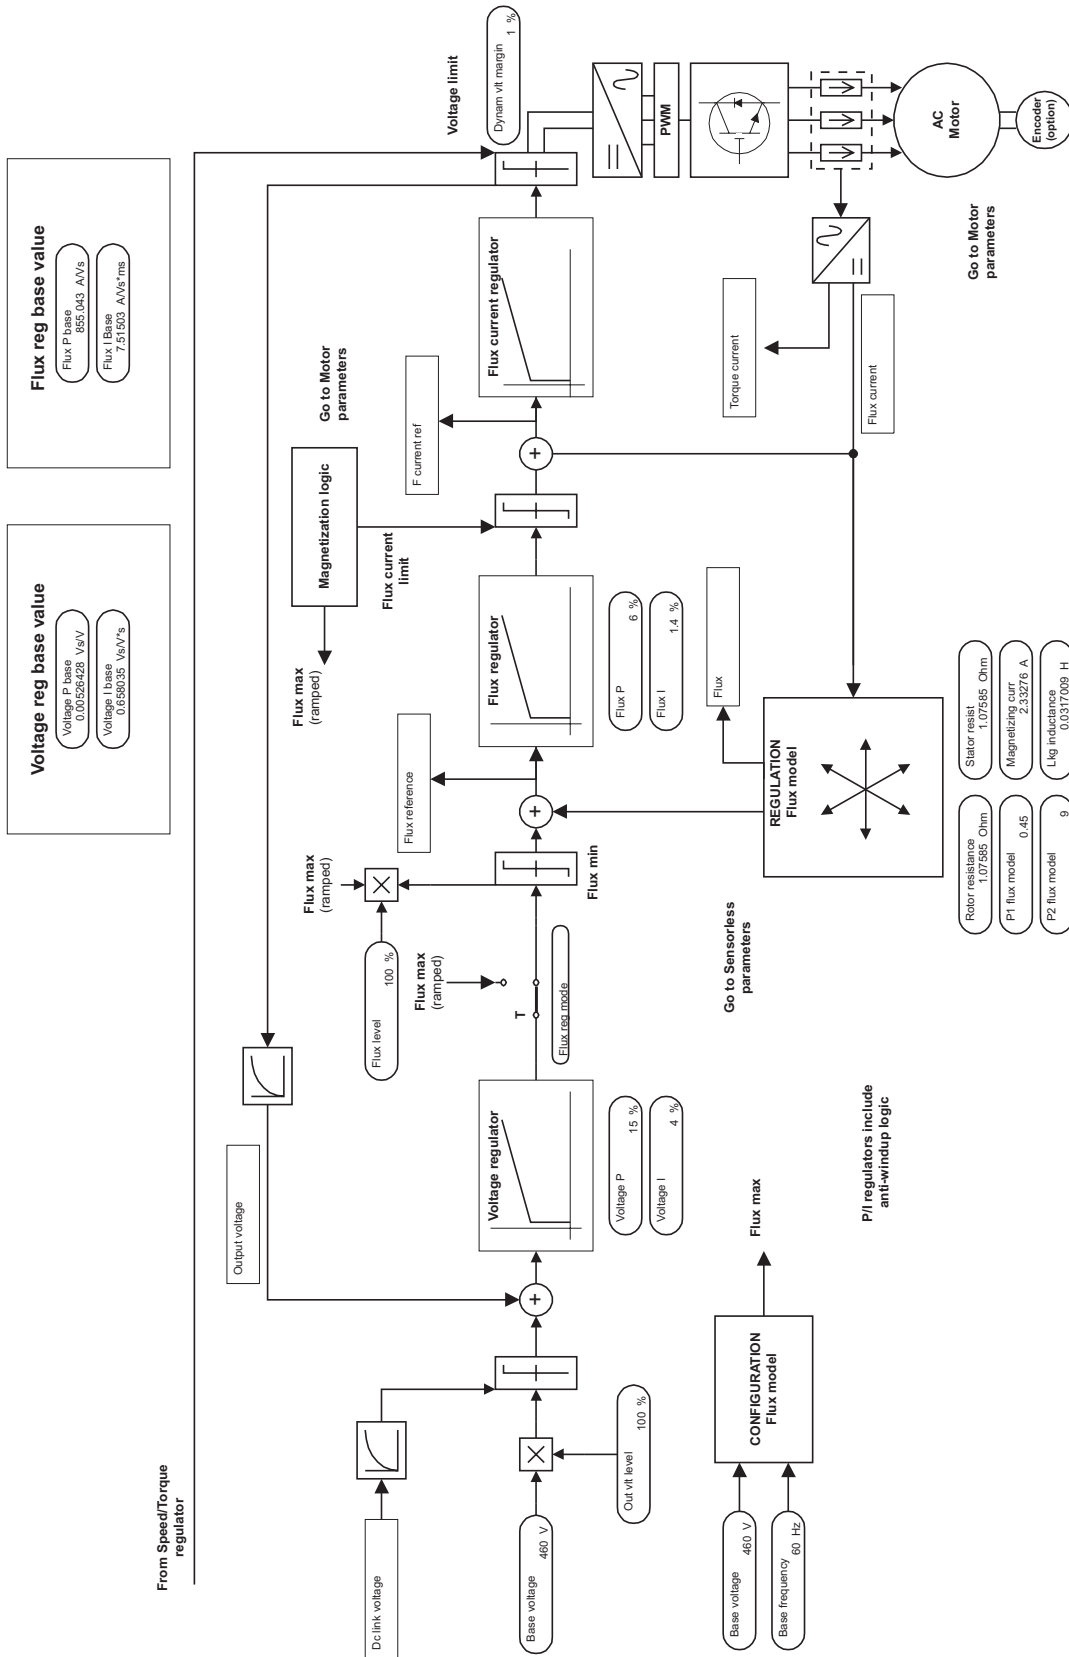 Voltage reg base value
Voltage P base
0.00526428 Vs/V
Voltage I base
0.658035 Vs/V*s
Flux reg base value
Flux P base
855.043 A/Vs
Flux I Base
7.51503 A/Vs*ms
From Speed/Torque
regulator
Output voltage
Dc link voltage
Base voltage
460 V
Out vlt level
100 %
Voltage regulator
Voltage P
15 %
Voltage I
4 %
T
Flux reg mode
Flux max
(ramped)
Flux level
100 %
Flux max
(ramped)
Flux min
Flux reference
Flux regulator
Flux P
6 %
Flux I
1.4 %
Flux max
(ramped)
Magnetization logic
Go to Motor
parameters
Flux current
limit
F current ref
Flux current regulator
Voltage limit
Dynam vlt margin
1 %
PWM
AC
Motor
Encoder
(option)
Go to Motor
parameters
Torque current
Flux current
Flux
REGULATION
Flux model
Go to Sensorless
parameters
Rotor resistance
1.07585 Ohm
P1 flux model
0.45
P2 flux model
9
Stator resist
1.07585 Ohm
Magnetizing curr
2.33276 A
Lkg inductance
0.0317009 H
Base voltage
460 V
Base frequency
60 Hz
CONFIGURATION
Flux model
Flux max
P/I regulators include
anti-windup logic